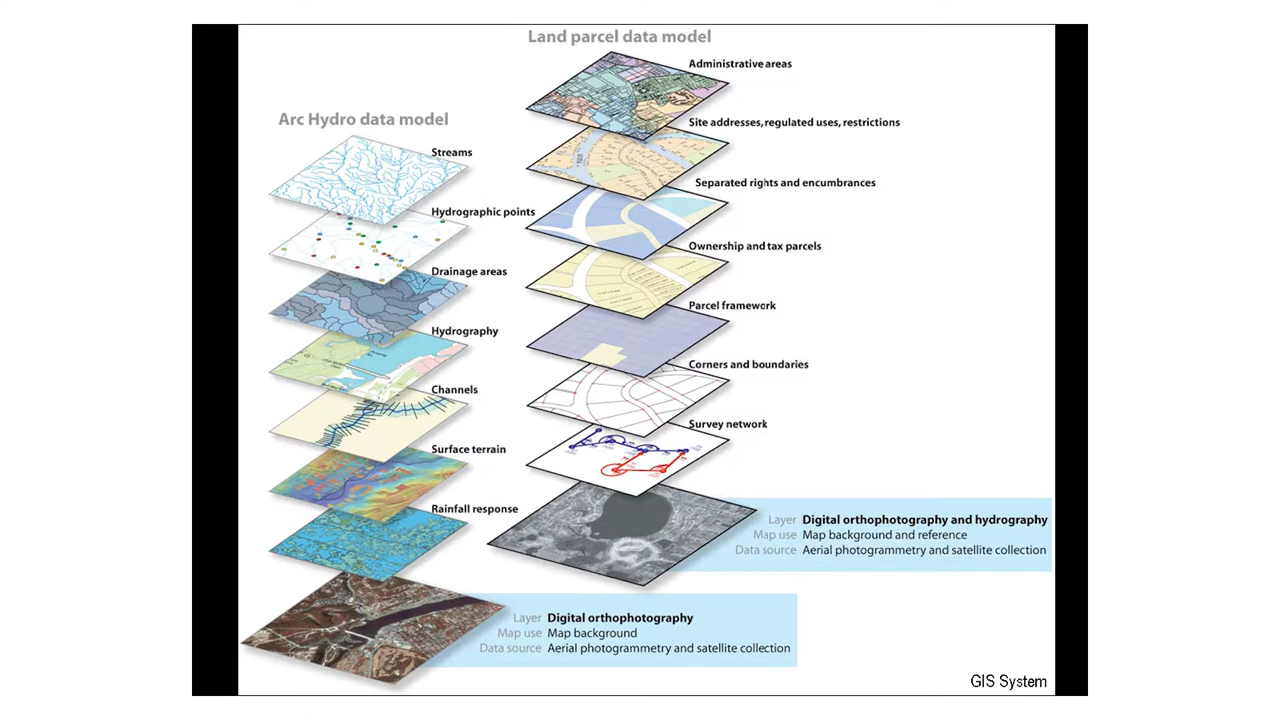 Land parcel data model
Administrative areas
Site addresses, regulated uses, restrictions
Separated rights and encumbrances
Ownership and tax parcels
Parcel framework
Corners and boundaries
Survey network
Layer Digital orthophotography and hydrography
Map use Map background and reference
Data source Aerial photogrammetry and satellite collection
Arc Hydro data model
Streams
Hydrographic points
Drainage areas
Hydrography
Channels
Surface terrain
Rainfall response
Layer Digital orthophotography
Map use Map background
Data source Aerial photogrammetry and satellite collection
GIS System